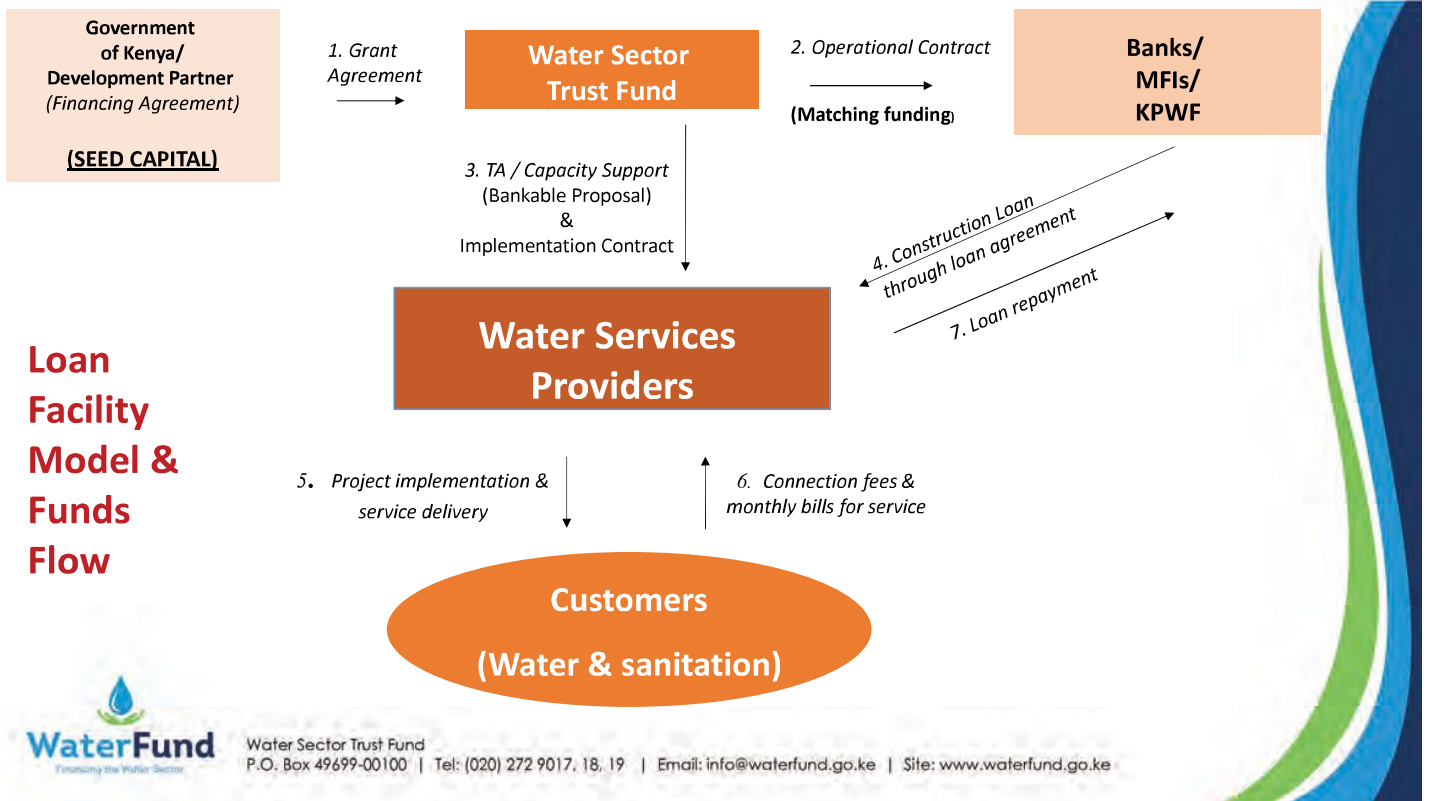 Government
of Kenya/
Development Partner
(Financing Agreement)
(SEED CAPITAL)
1. Grant
Agreement
Water Sector
Trust Fund
2. Operational Contract
(Matching funding)
Banks/
MFIs/
KPWF
3. TA / Capacity Support
(Bankable Proposal)
&
Implementation Contract
4. Construction Loan
through loan agreement
7. Loan repayment
Water Services
Providers
Loan
Facility
Model &
Funds
Flow
5. Project implementation &
service delivery
6. Connection fees &
monthly bills for service
Customers
(Water & sanitation)
WaterFund
Financing the Water Sector
Water Sector Trust Fund
P.O. Box 49699-00100 | Tel: (020) 272 9017, 18, 19 | Email: info@waterfund.go.ke | Site: www.waterfund.go.ke